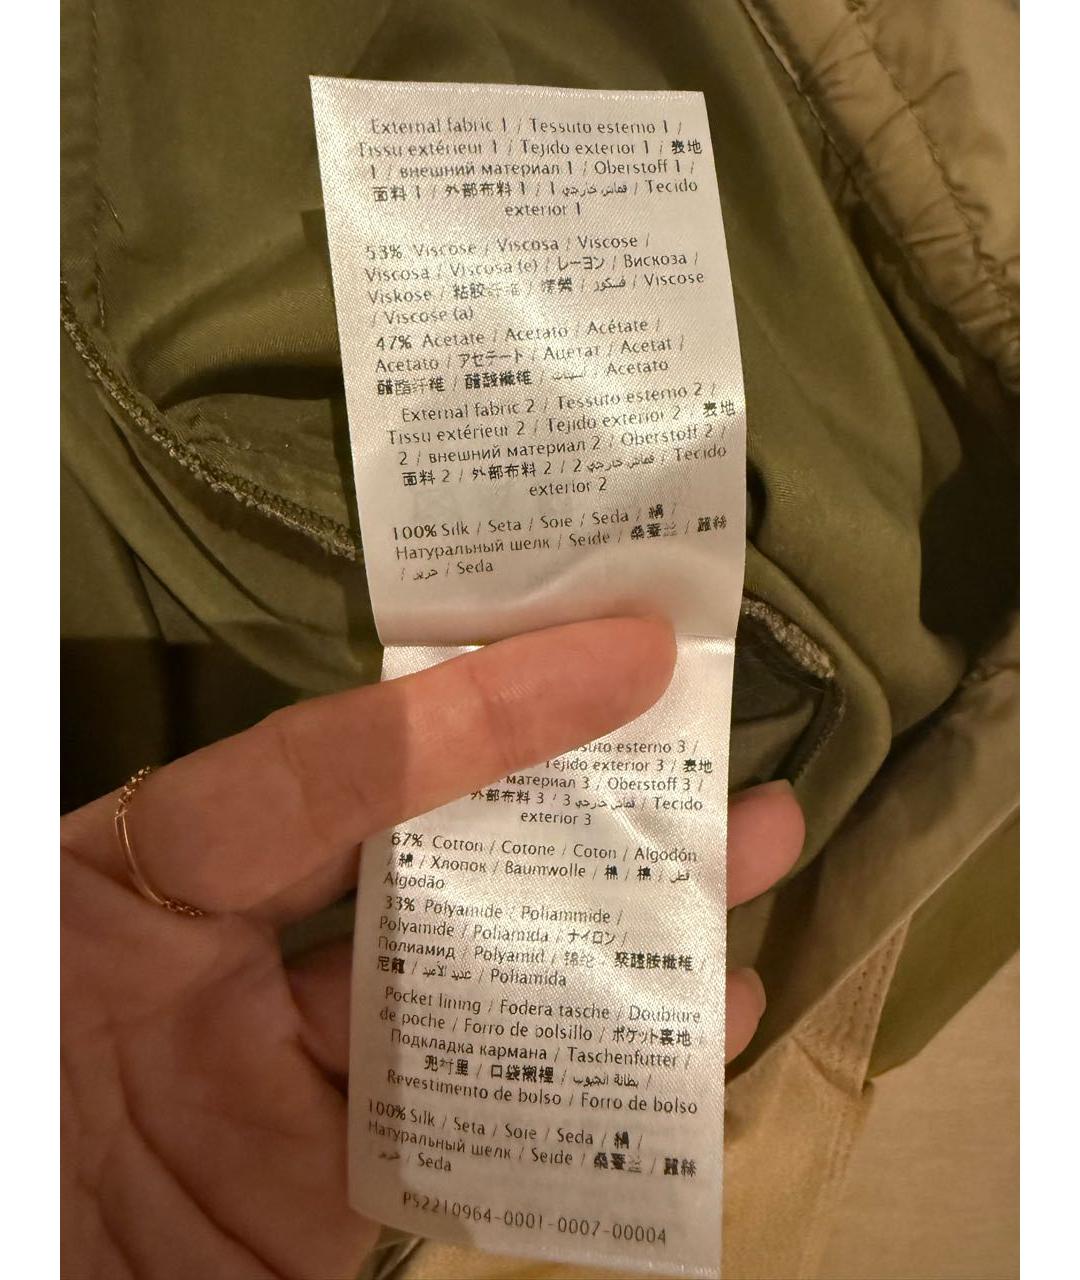 External fabric 1 / Tessuto esterno 1 /
Tissu extérieur 1 / Tejido exterior 1 / 表地
1 / внешний материал 1 / Oberstoff 1 /
面料 1 / 外部布料 1 / 1 قماش خارجي / Tecido
exterior 1
53% Viscose / Viscosa / Viscose /
Viscosa / Viscosa (e) / レーヨン / Вискоза /
Viskose / 粘胶纤维 / / فسكوز / Viscose
/ Viscose (a)
47% Acetate / Acetato / Acétate /
Acetato / アセテート / Ацетат / Acetat /
醋酯纤维 / 醋酸纖維 / أسيتات / Acetato
External fabric 2 / Tessuto esterno 2 /
Tissu extérieur 2 / Tejido exterior 2 / 表地
2 / внешний материал 2 / Oberstoff 2 /
面料 2 / 外部布料 2 / 2 قماش خارجي / Tecido
exterior 2
100% Silk / Seta / Soie / Seda / 絹 /
Натуральный шелк / Seide / 桑蚕丝 / 蠶絲
/ حرير / Seda
suto esterno 3 /
Tejido exterior 3 / 表地
материал 3 / Oberstoff 3 /
外部布料 3 / 3 قماش خارجي / Tecido
exterior 3
67% Cotton / Cotone / Coton / Algodón
/ 綿 / Хлопок / Baumwolle / 棉 / 棉 / قطن /
Algodão
33% Polyamide / Poliammide /
Polyamide / Poliamida / ナイロン /
Полиамид / Polyamid / 锦纶 / 聚醯胺纖維 /
尼龍 / عديد الأميد / Poliamida
Pocket lining / Fodera tasche / Doublure
de poche / Forro de bolsillo / ポケット裏地 /
Подкладка кармана / Taschenfutter /
兜衬里 / 口袋襯裡 / بطانة الجيوب /
Revestimento de bolso / Forro de bolso
100% Silk / Seta / Soie / Seda / 絹 /
Натуральный шелк / Seide / 桑蚕丝 / 蠶絲
حرير / Seda
P52210964-0001-0007-00004